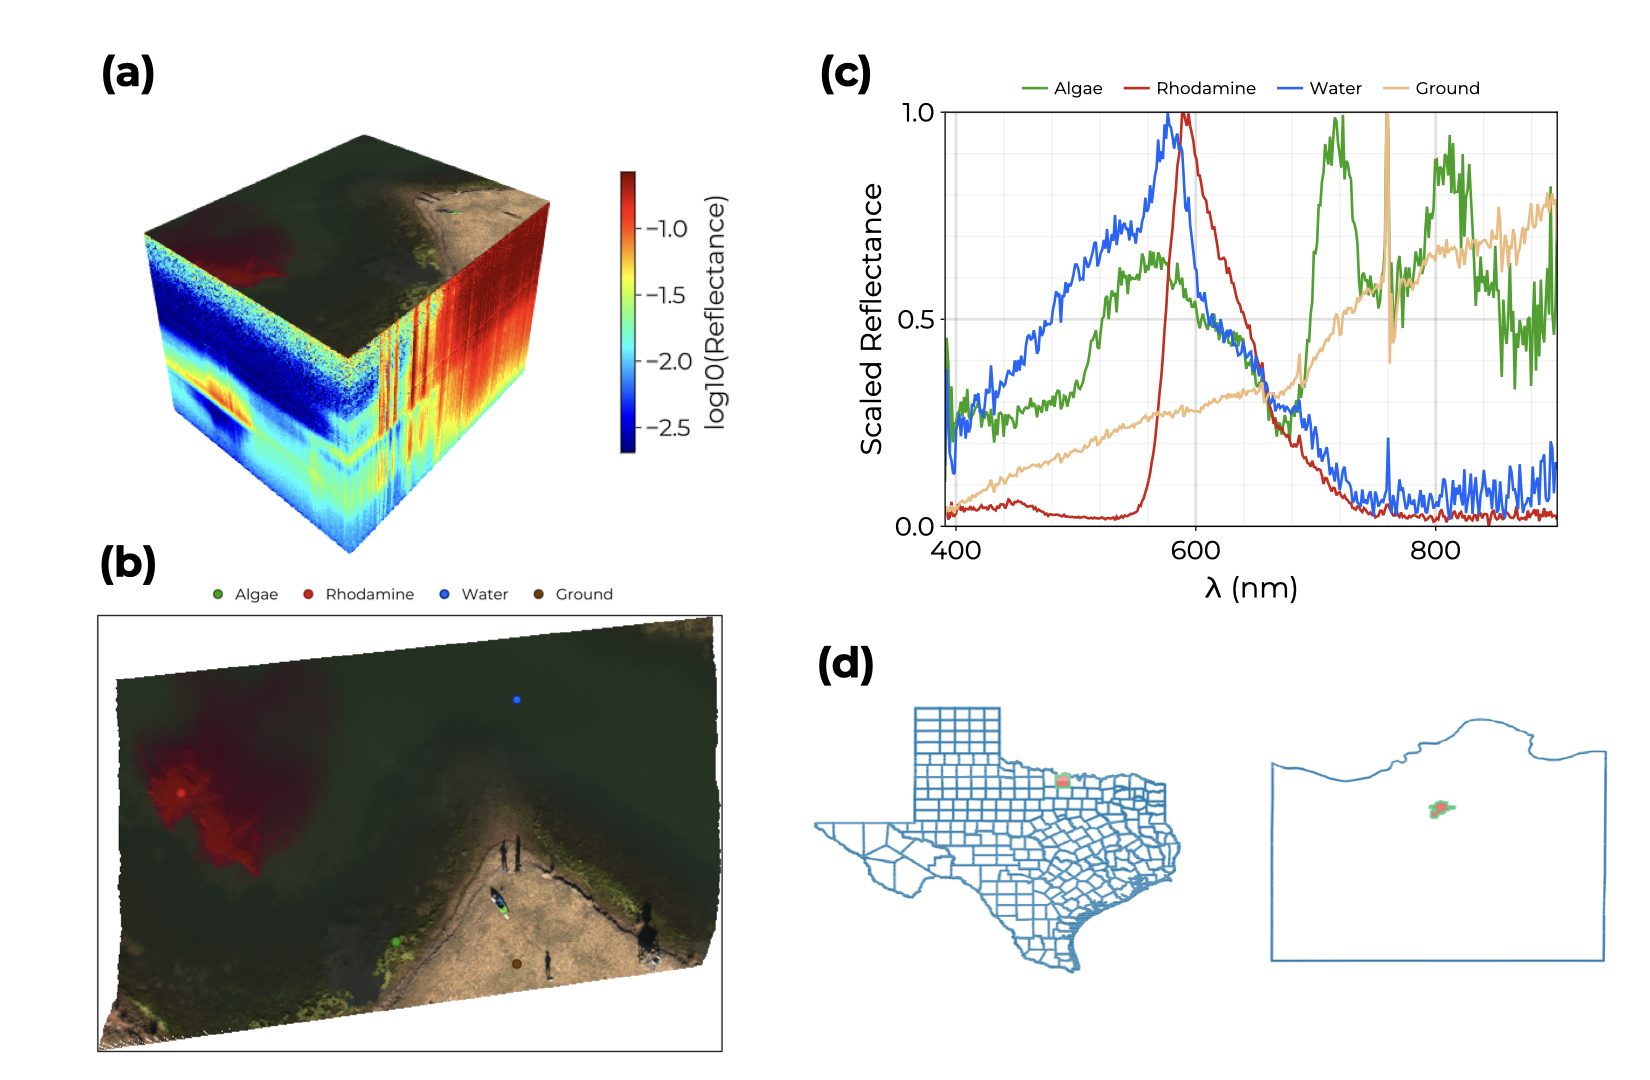 (a)
−1.0
−1.5
−2.0
−2.5
log10(Reflectance)
(b)
Algae Rhodamine Water Ground
(c)
Algae Rhodamine Water Ground
1.0
0.5
0.0
Scaled Reflectance
400 600 800
λ (nm)
(d)